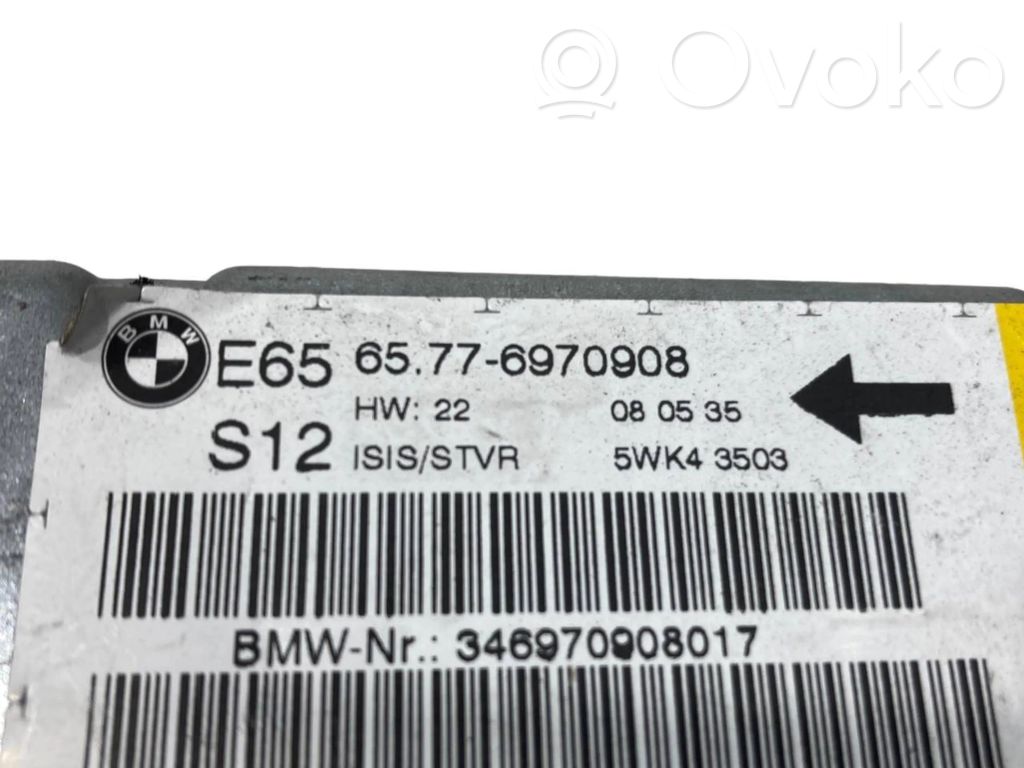 Ovoko
BMW
E65 65.77-6970908
HW: 22 08 05 35
S12 ISIS/STVR 5WK4 3503
BMW-Nr.: 346970908017